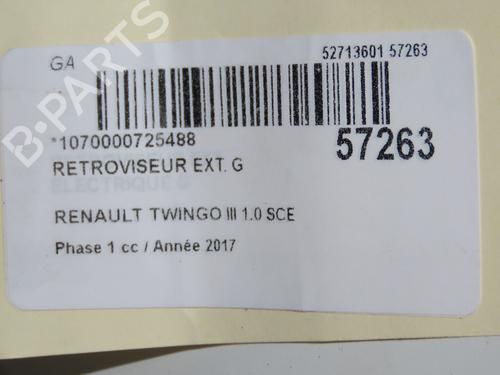 GA
52713601 57263
*1070000725488
57263
RETROVISEUR EXT. G
ELECTRIQUE G
RENAULT TWINGO III 1.0 SCE
Phase 1 cc / Année 2017
B-PARTS